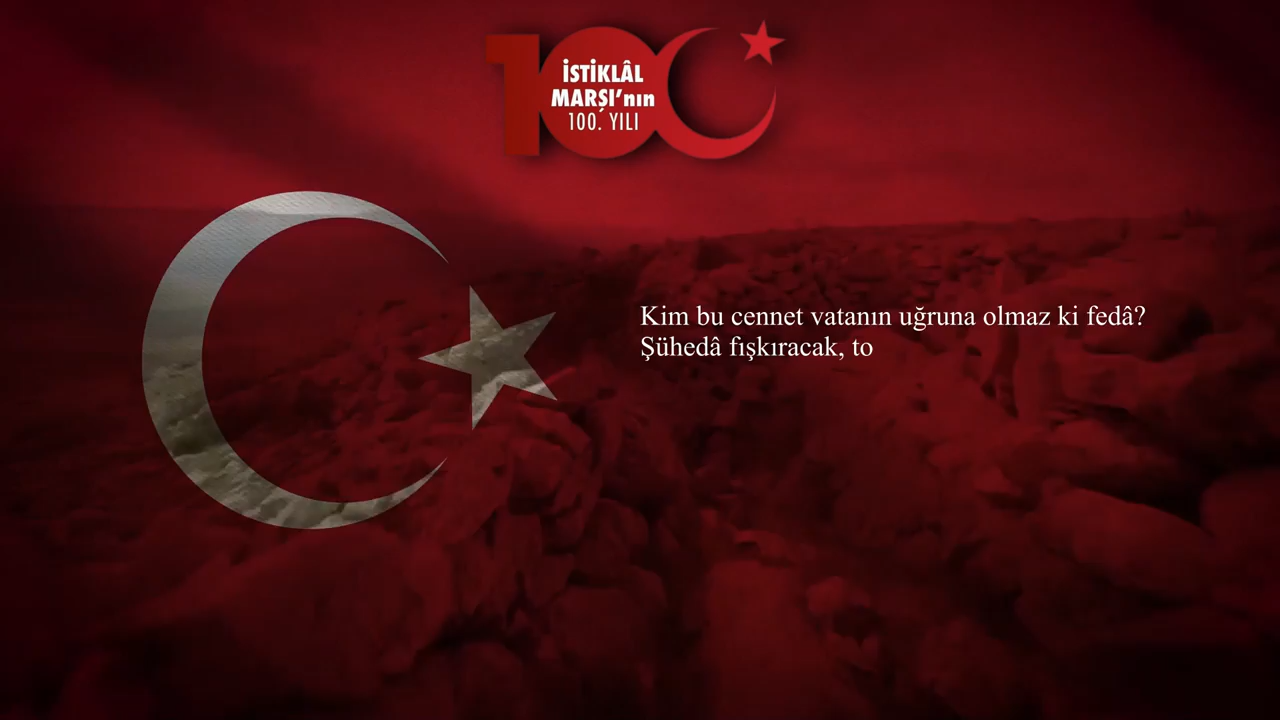 İSTİKLÂL
MARŞI’nın
100. YILI
Kim bu cennet vatanın uğruna olmaz ki fedâ?
Şühedâ fışkıracak, to